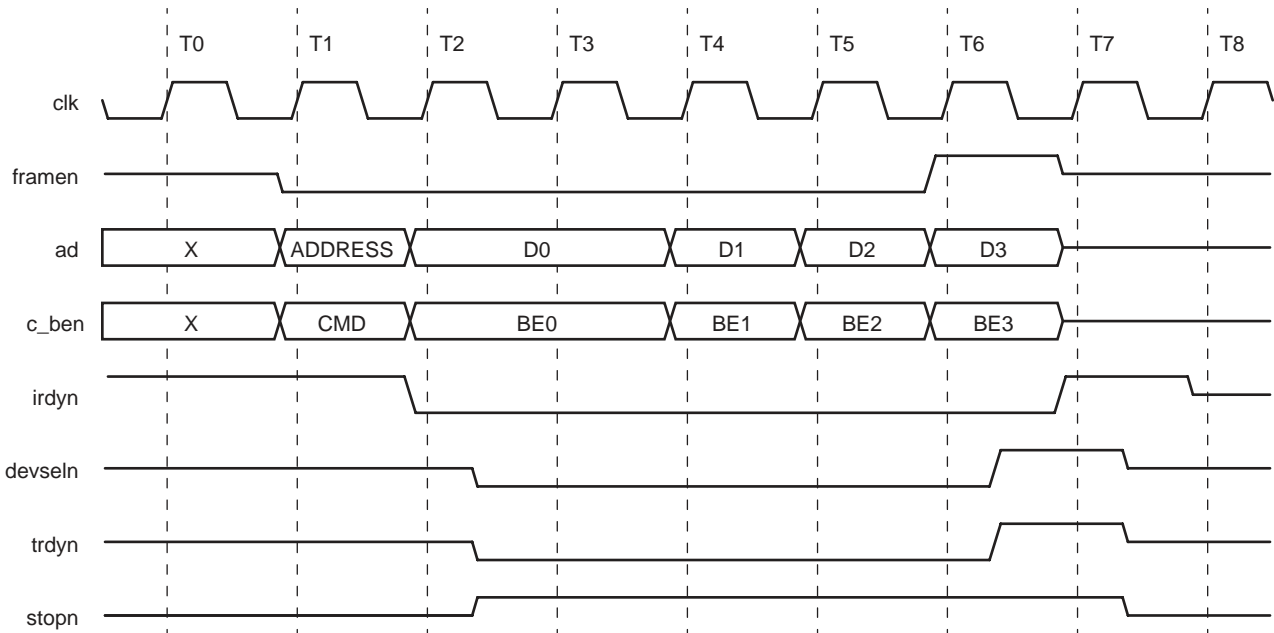 T0 T1 T2 T3 T4 T5 T6 T7 T8
clk
framen
ad X ADDRESS D0 D1 D2 D3
c_ben X CMD BE0 BE1 BE2 BE3
irdyn
devseln
trdyn
stopn